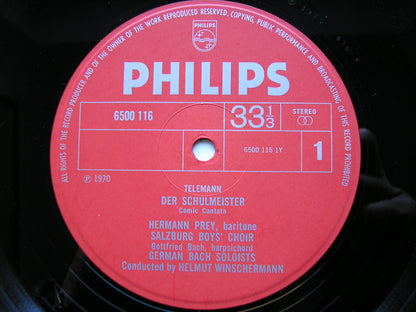 ALL RIGHTS OF THE RECORD PRODUCER AND OF THE OWNER OF THE WORK REPRODUCED RESERVED, COPYING, PUBLIC PERFORMANCE AND BROADCASTING OF THIS RECORD PROHIBITED
PHILIPS
PHILIPS
6500 116
33 1/3
STEREO
6500 116 1Y
1
℗ 1970
TELEMANN
DER SCHULMEISTER
Comic Cantata
HERMANN PREY, baritone
SALZBURG BOYS' CHOIR
Gottfried Bach, harpsichord
GERMAN BACH SOLOISTS
Conducted by HELMUT WINSCHERMANN